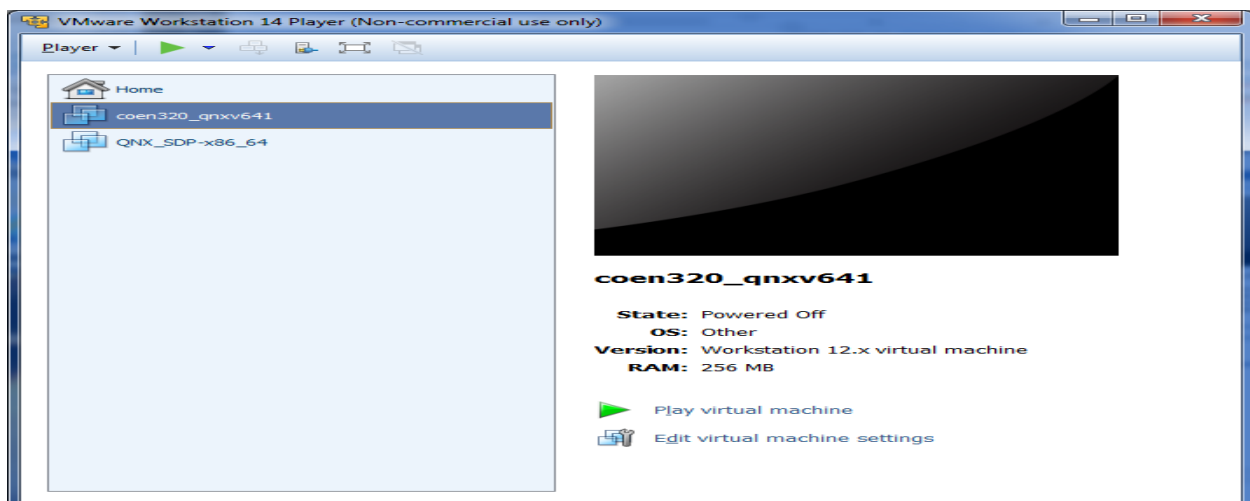 VMware Workstation 14 Player (Non-commercial use only)
Player
Home
coen320_qnxv641
QNX_SDP-x86_64
coen320_qnxv641
State: Powered Off
OS: Other
Version: Workstation 12.x virtual machine
RAM: 256 MB
Play virtual machine
Edit virtual machine settings